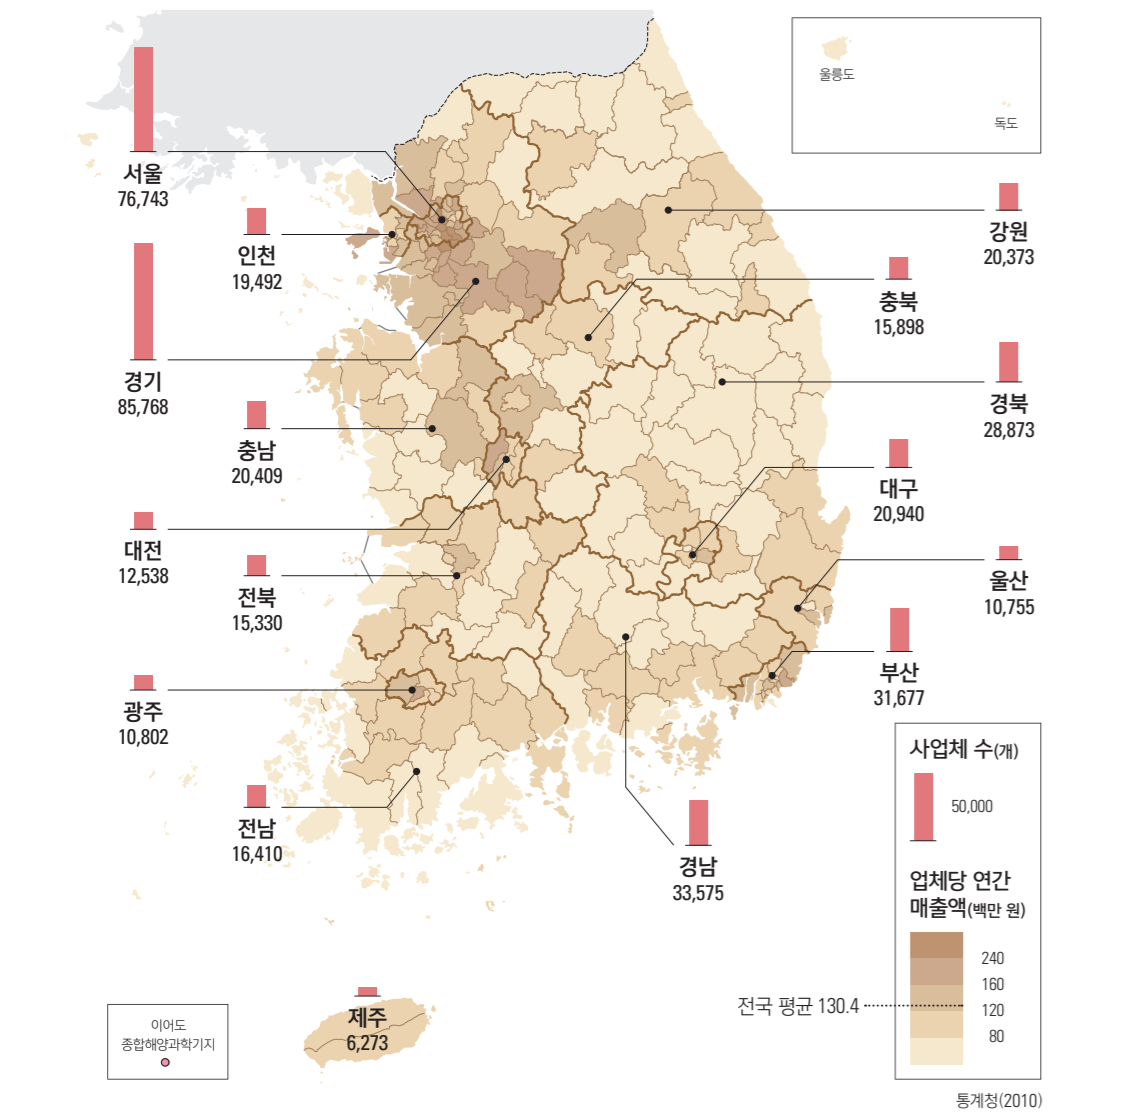 울릉도
독도
서울
76,743
인천
19,492
강원
20,373
충북
15,898
경기
85,768
경북
28,873
충남
20,409
대구
20,940
대전
12,538
전북
15,330
울산
10,755
부산
31,677
광주
10,802
전남
16,410
경남
33,575
제주
6,273
이어도
종합해양과학기지
사업체 수(개)
50,000
업체당 연간
매출액(백만 원)
240
160
전국 평균 130.4
120
80
통계청(2010)